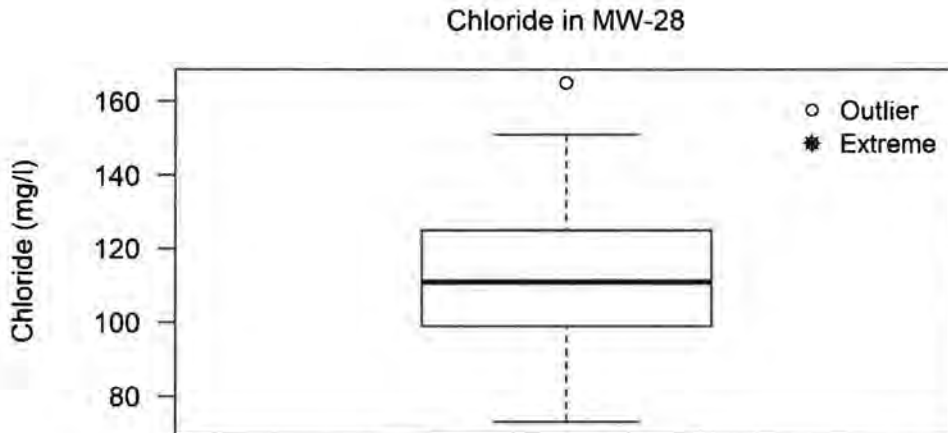 Chloride in MW-28
Chloride (mg/l)
160
140
120
100
80
Outlier
Extreme